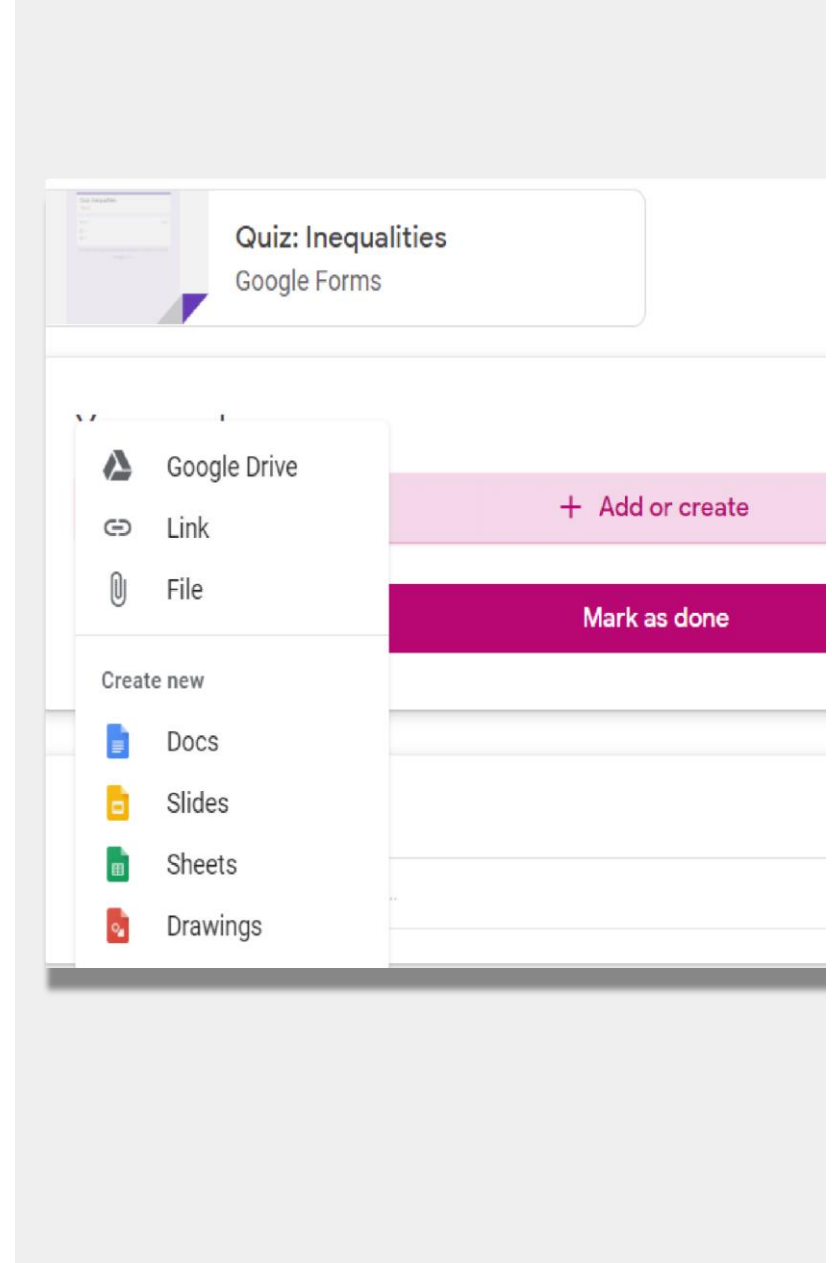 Quiz: Inequalities
Google Forms
Google Drive
Link
File
+ Add or create
Mark as done
Create new
Docs
Slides
Sheets
Drawings